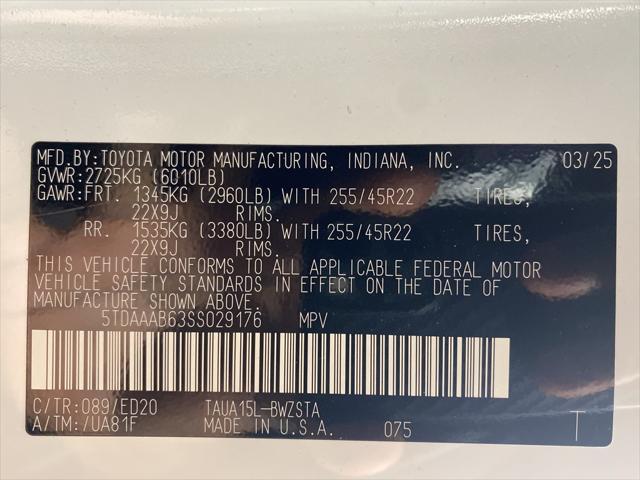 MFD.BY:TOYOTA MOTOR MANUFACTURING, INDIANA, INC. 03/25
GVWR:2725KG (6010LB)
GAWR:FRT. 1345KG (2960LB) WITH 255/45R22 TIRES,
22X9J RIMS.
RR. 1535KG (3380LB) WITH 255/45R22 TIRES,
22X9J RIMS.
THIS VEHICLE CONFORMS TO ALL APPLICABLE FEDERAL MOTOR
VEHICLE SAFETY STANDARDS IN EFFECT ON THE DATE OF
MANUFACTURE SHOWN ABOVE.
5TDAAAB63SS029176 MPV
C/TR:089/ED20 TAUA15L-BWZSTA
A/TM:/UA81F MADE IN U.S.A. 075 T